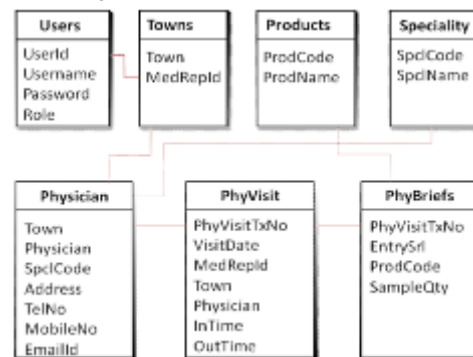 Users
UserId
Username
Password
Role
Towns
Town
MedRepId
Products
ProdCode
ProdName
Speciality
SpclCode
SpclName
Physician
Town
Physician
SpclCode
Address
TelNo
MobileNo
EmailId
PhyVisit
PhyVisitTxNo
VisitDate
MedRepId
Town
Physician
InTime
OutTime
PhyBriefs
PhyVisitTxNo
EntrySrl
ProdCode
SampleQty